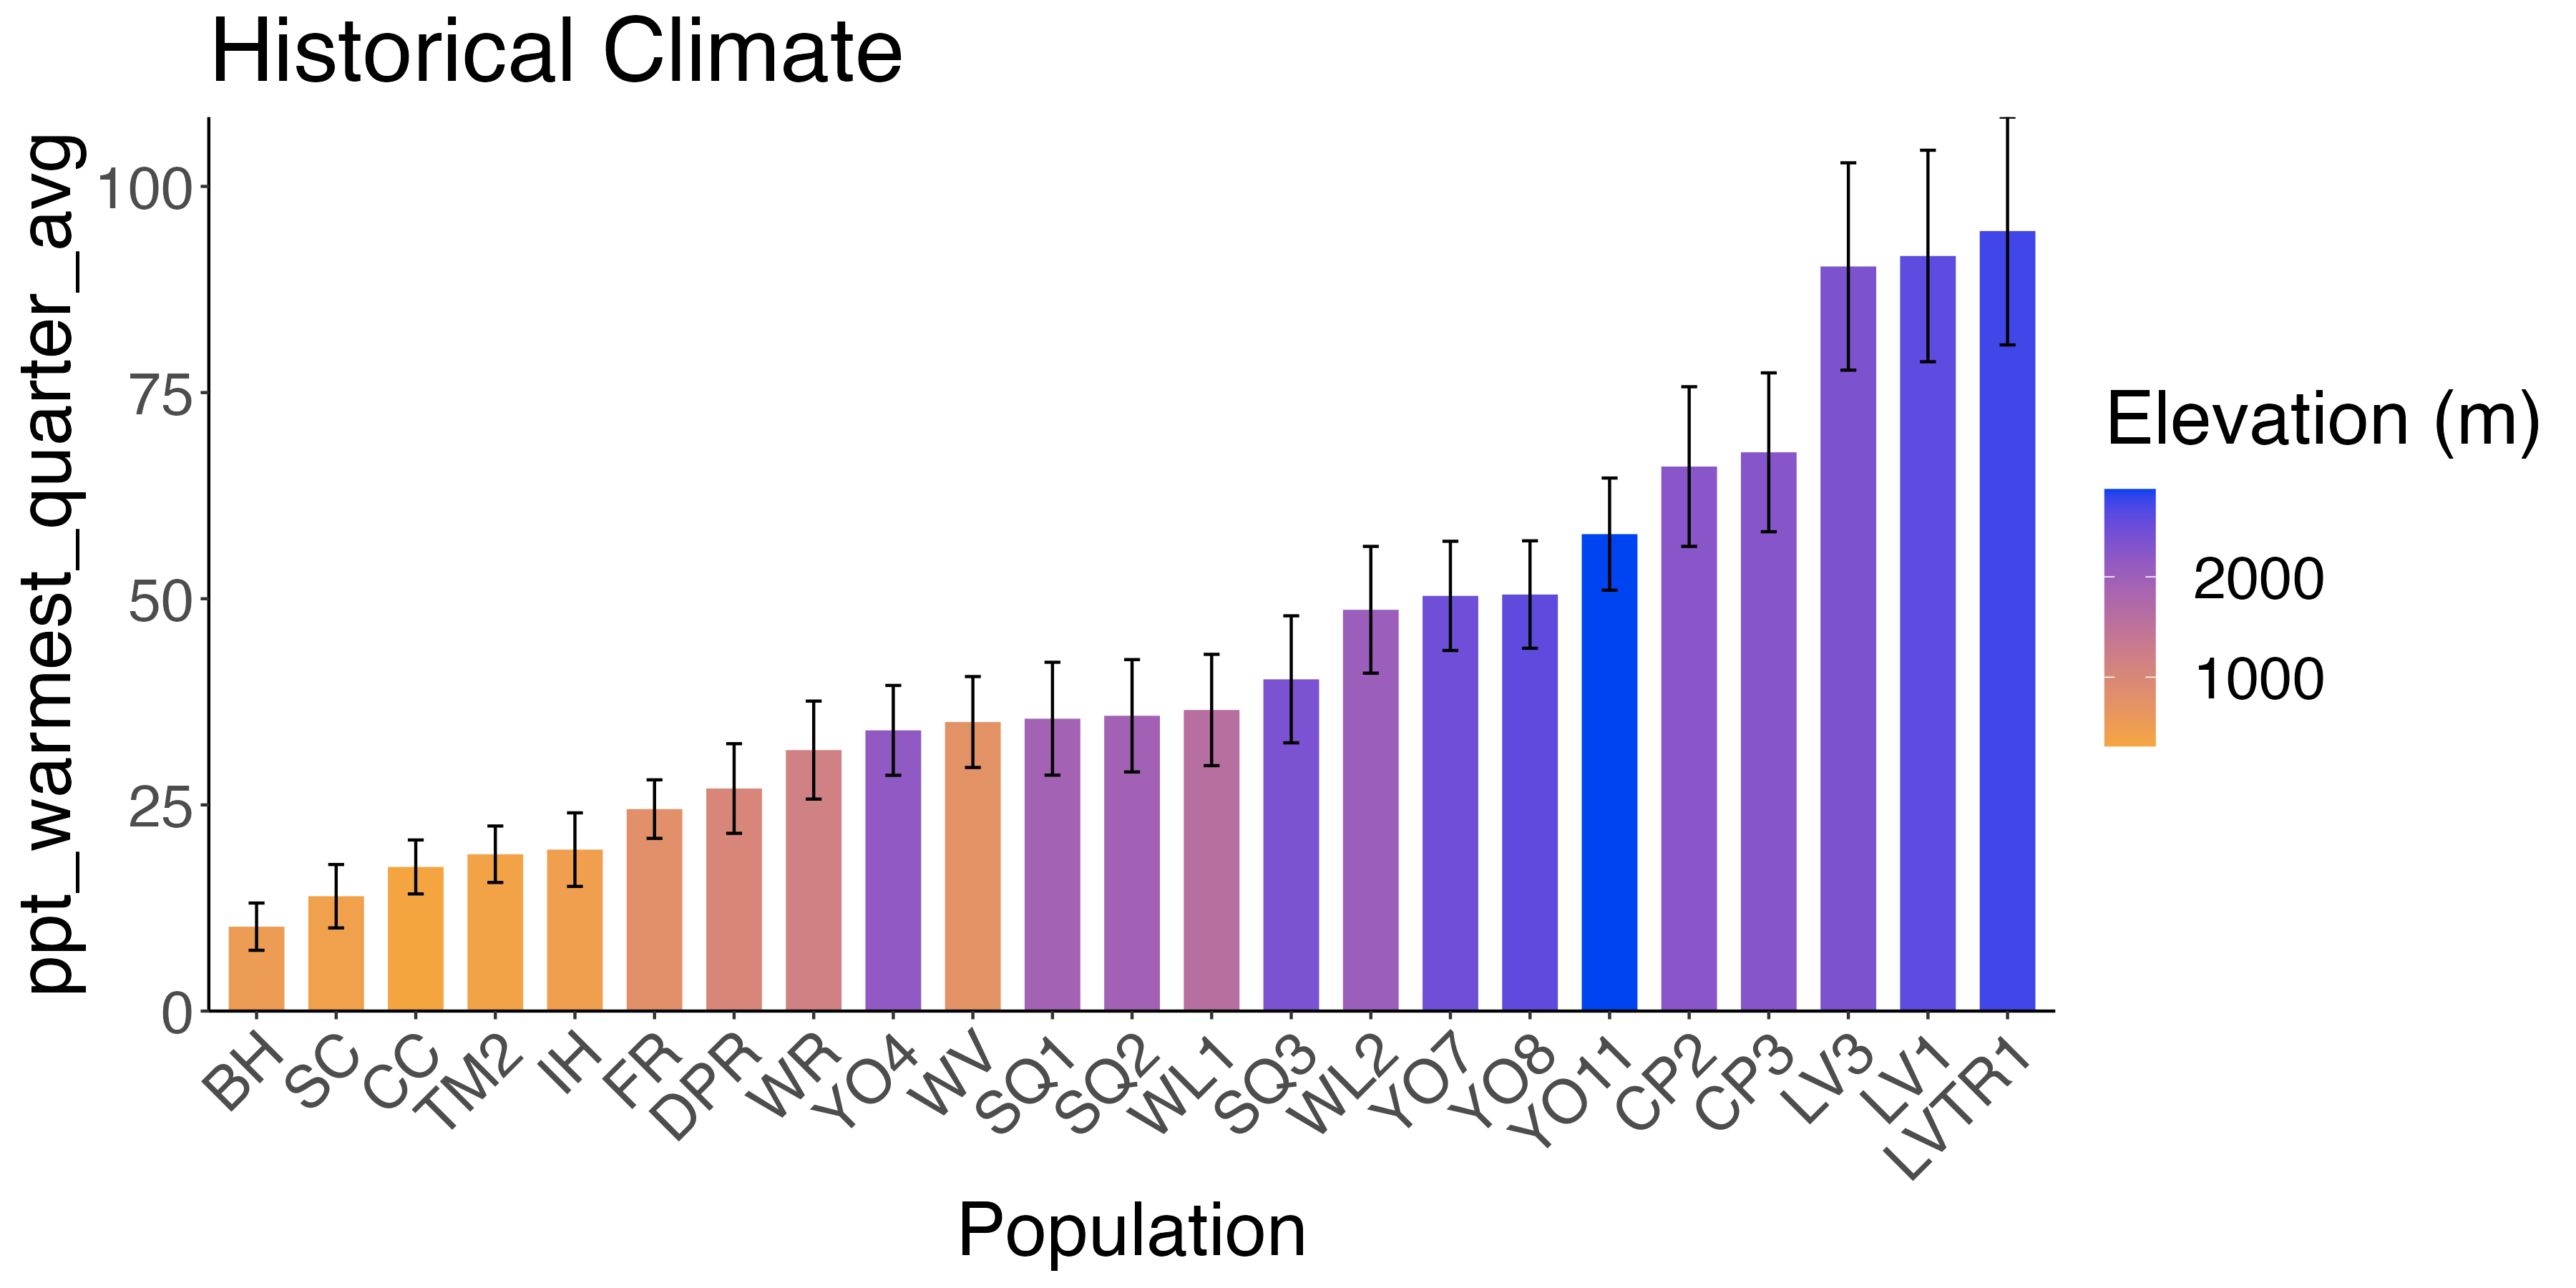 Historical Climate
ppt_warmest_quarter_avg
100
75
50
25
0
BH
SC
CC
TM2
IH
FR
DPR
WR
YO4
WV
SQ1
SQ2
WL1
SQ3
WL2
YO7
YO8
YO11
CP2
CP3
LV3
LV1
LVTR1
Population
Elevation (m)
2000
1000